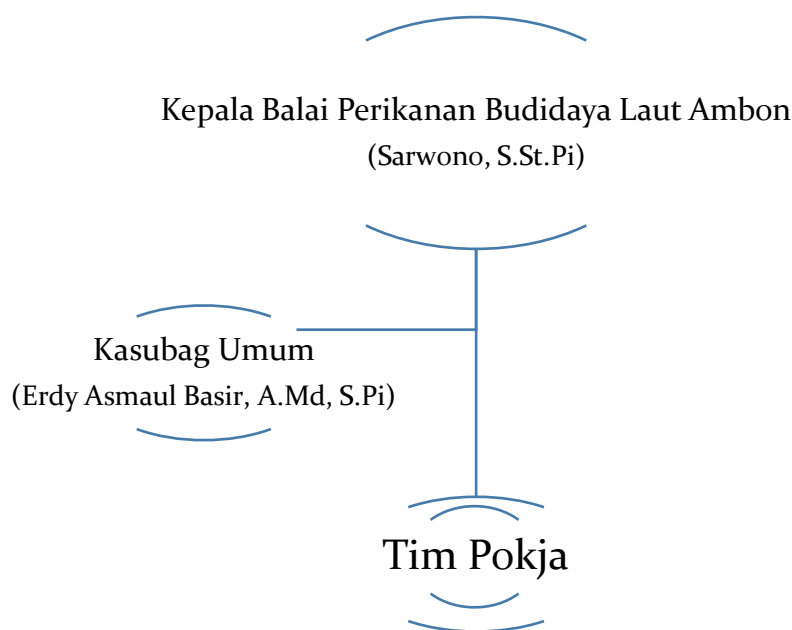 Kepala Balai Perikanan Budidaya Laut Ambon
(Sarwono, S.St.Pi)
Kasubag Umum
(Erdy Asmaul Basir, A.Md, S.Pi)
Tim Pokja